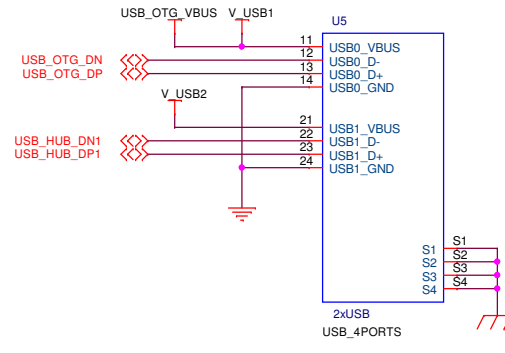 USB_OTG_VBUS V_USB1
U5
11 USB0_VBUS
USB_OTG_DN 12 USB0_D-
USB_OTG_DP 13 USB0_D+
14 USB0_GND
V_USB2
21 USB1_VBUS
USB_HUB_DN1 22 USB1_D-
USB_HUB_DP1 23 USB1_D+
24 USB1_GND
S1 S1
S2 S2
S3 S3
S4 S4
2xUSB
USB_4PORTS